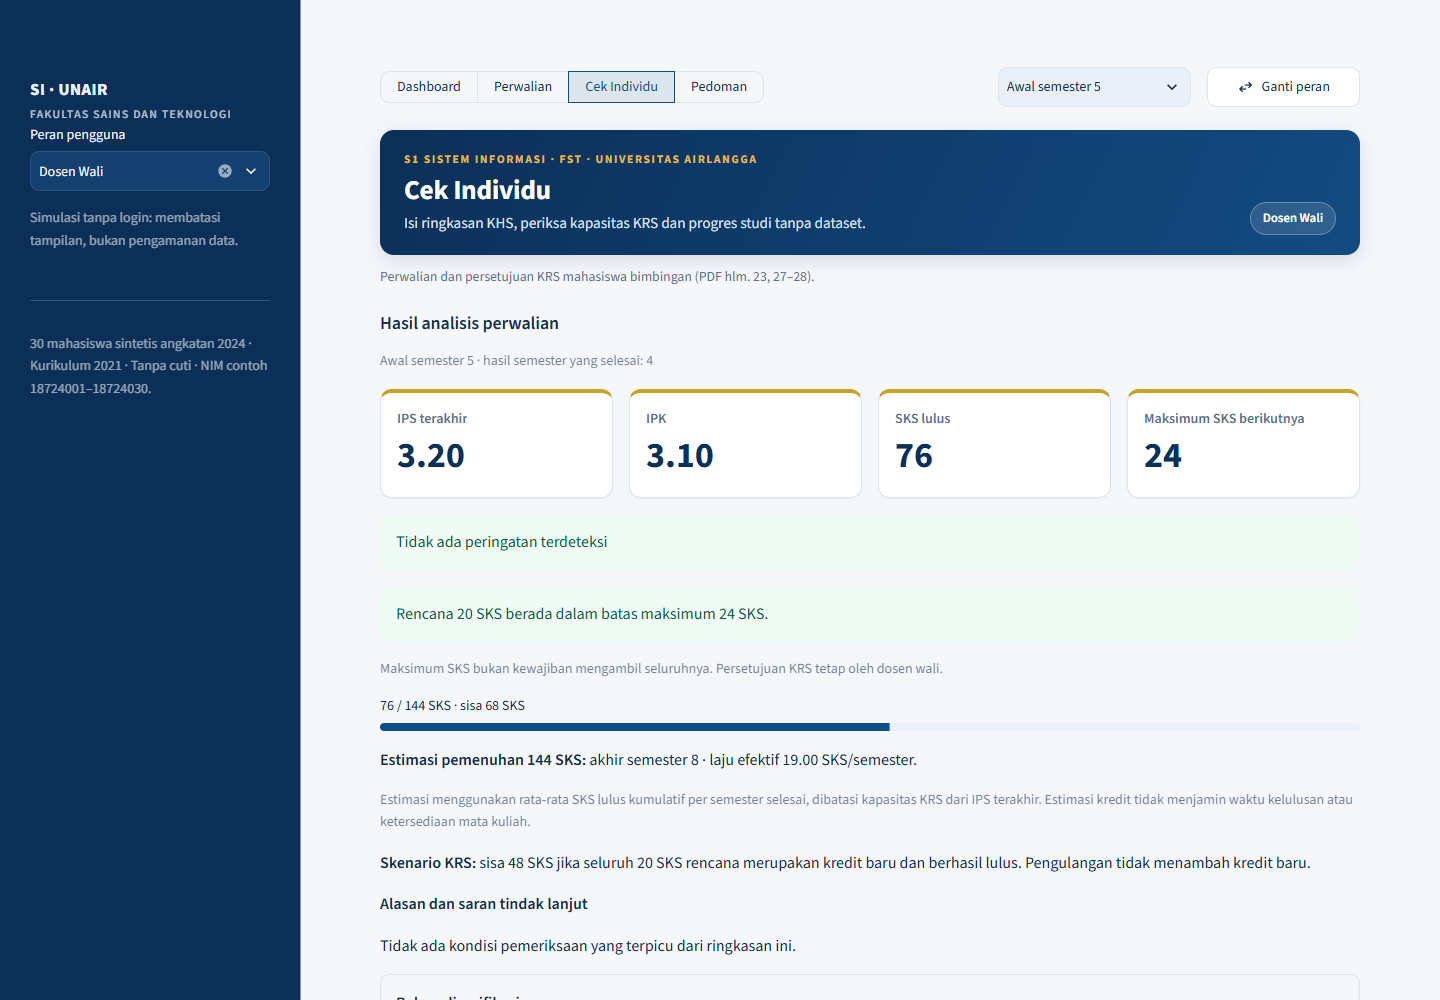 SI · UNAIR
FAKULTAS SAINS DAN TEKNOLOGI
Peran pengguna
Dosen Wali
Simulasi tanpa login: membatasi
tampilan, bukan pengamanan data.
30 mahasiswa sintetis angkatan 2024 ·
Kurikulum 2021 · Tanpa cuti · NIM contoh
18724001–18724030.
Dashboard
Perwalian
Cek Individu
Pedoman
Awal semester 5
Ganti peran
S1 SISTEM INFORMASI · FST · UNIVERSITAS AIRLANGGA
Cek Individu
Isi ringkasan KHS, periksa kapasitas KRS dan progres studi tanpa dataset.
Dosen Wali
Perwalian dan persetujuan KRS mahasiswa bimbingan (PDF hlm. 23, 27–28).
Hasil analisis perwalian
Awal semester 5 · hasil semester yang selesai: 4
IPS terakhir
3.20
IPK
3.10
SKS lulus
76
Maksimum SKS berikutnya
24
Tidak ada peringatan terdeteksi
Rencana 20 SKS berada dalam batas maksimum 24 SKS.
Maksimum SKS bukan kewajiban mengambil seluruhnya. Persetujuan KRS tetap oleh dosen wali.
76 / 144 SKS · sisa 68 SKS
Estimasi pemenuhan 144 SKS: akhir semester 8 · laju efektif 19.00 SKS/semester.
Estimasi menggunakan rata-rata SKS lulus kumulatif per semester selesai, dibatasi kapasitas KRS dari IPS terakhir. Estimasi kredit tidak menjamin waktu kelulusan atau
ketersediaan mata kuliah.
Skenario KRS: sisa 48 SKS jika seluruh 20 SKS rencana merupakan kredit baru dan berhasil lulus. Pengulangan tidak menambah kredit baru.
Alasan dan saran tindak lanjut
Tidak ada kondisi pemeriksaan yang terpicu dari ringkasan ini.